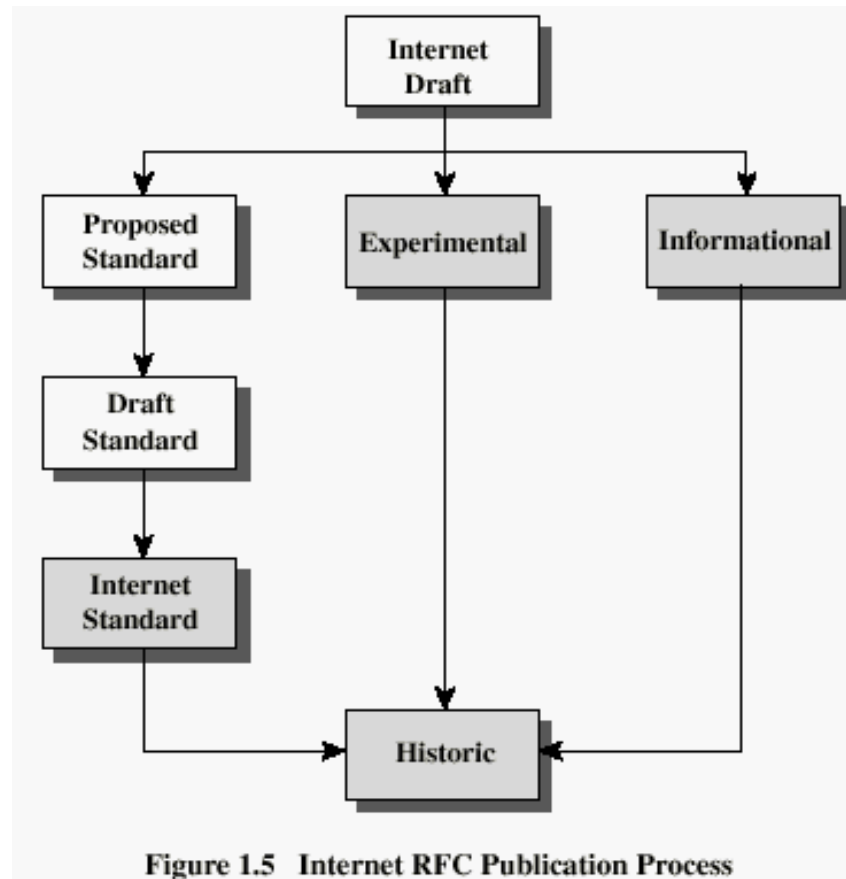 Internet
Draft
Proposed
Standard
Experimental
Informational
Draft
Standard
Internet
Standard
Historic
Figure 1.5 Internet RFC Publication Process